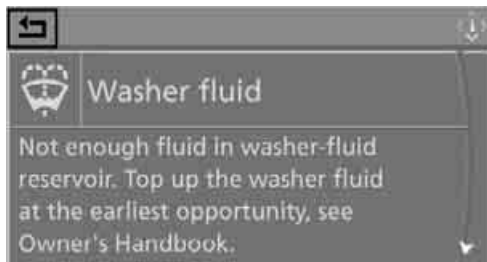 Washer fluid
Not enough fluid in washer-fluid
reservoir. Top up the washer fluid
at the earliest opportunity, see
Owner's Handbook.